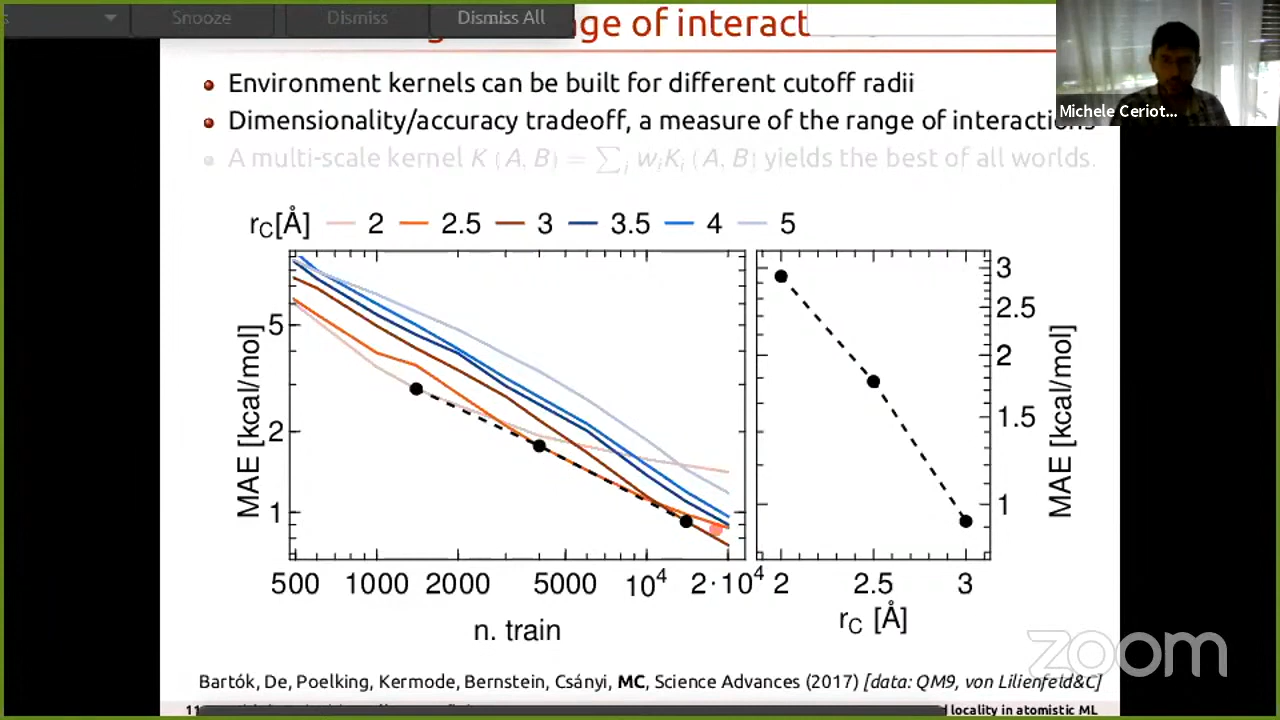 Snooze Dismiss Dismiss All
nge of interact
Environment kernels can be built for different cutoff radii
Michele Ceriot...
Dimensionality/accuracy tradeoff, a measure of the range of interactions
A multi-scale kernel K (A, B) = ∑ᵢ wᵢKᵢ (A, B) yields the best of all worlds.
rC[Å] 2 2.5 3 3.5 4 5
MAE [kcal/mol]
5
2
1
500 1000 2000 5000 10⁴ 2·10⁴
n. train
3
2.5
2
1.5
1
MAE [kcal/mol]
2 2.5 3
rC [Å]
zoom
Bartók, De, Poelking, Kermode, Bernstein, Csányi, MC, Science Advances (2017) [data: QM9, von Lilienfeld&C]
11 d locality in atomistic ML